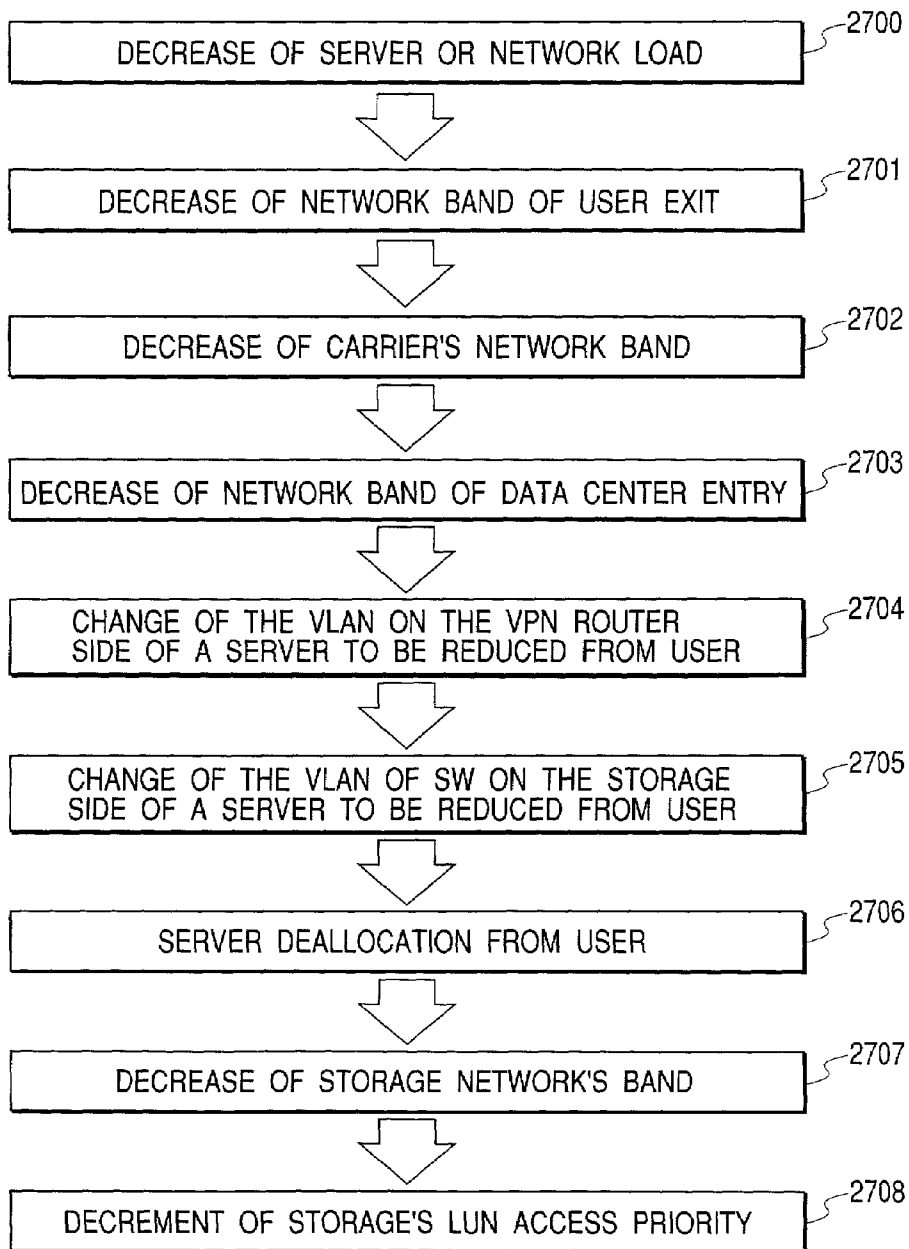 2700
DECREASE OF SERVER OR NETWORK LOAD
2701
DECREASE OF NETWORK BAND OF USER EXIT
2702
DECREASE OF CARRIER'S NETWORK BAND
2703
DECREASE OF NETWORK BAND OF DATA CENTER ENTRY
2704
CHANGE OF THE VLAN ON THE VPN ROUTER
SIDE OF A SERVER TO BE REDUCED FROM USER
2705
CHANGE OF THE VLAN OF SW ON THE STORAGE
SIDE OF A SERVER TO BE REDUCED FROM USER
2706
SERVER DEALLOCATION FROM USER
2707
DECREASE OF STORAGE NETWORK'S BAND
2708
DECREMENT OF STORAGE'S LUN ACCESS PRIORITY